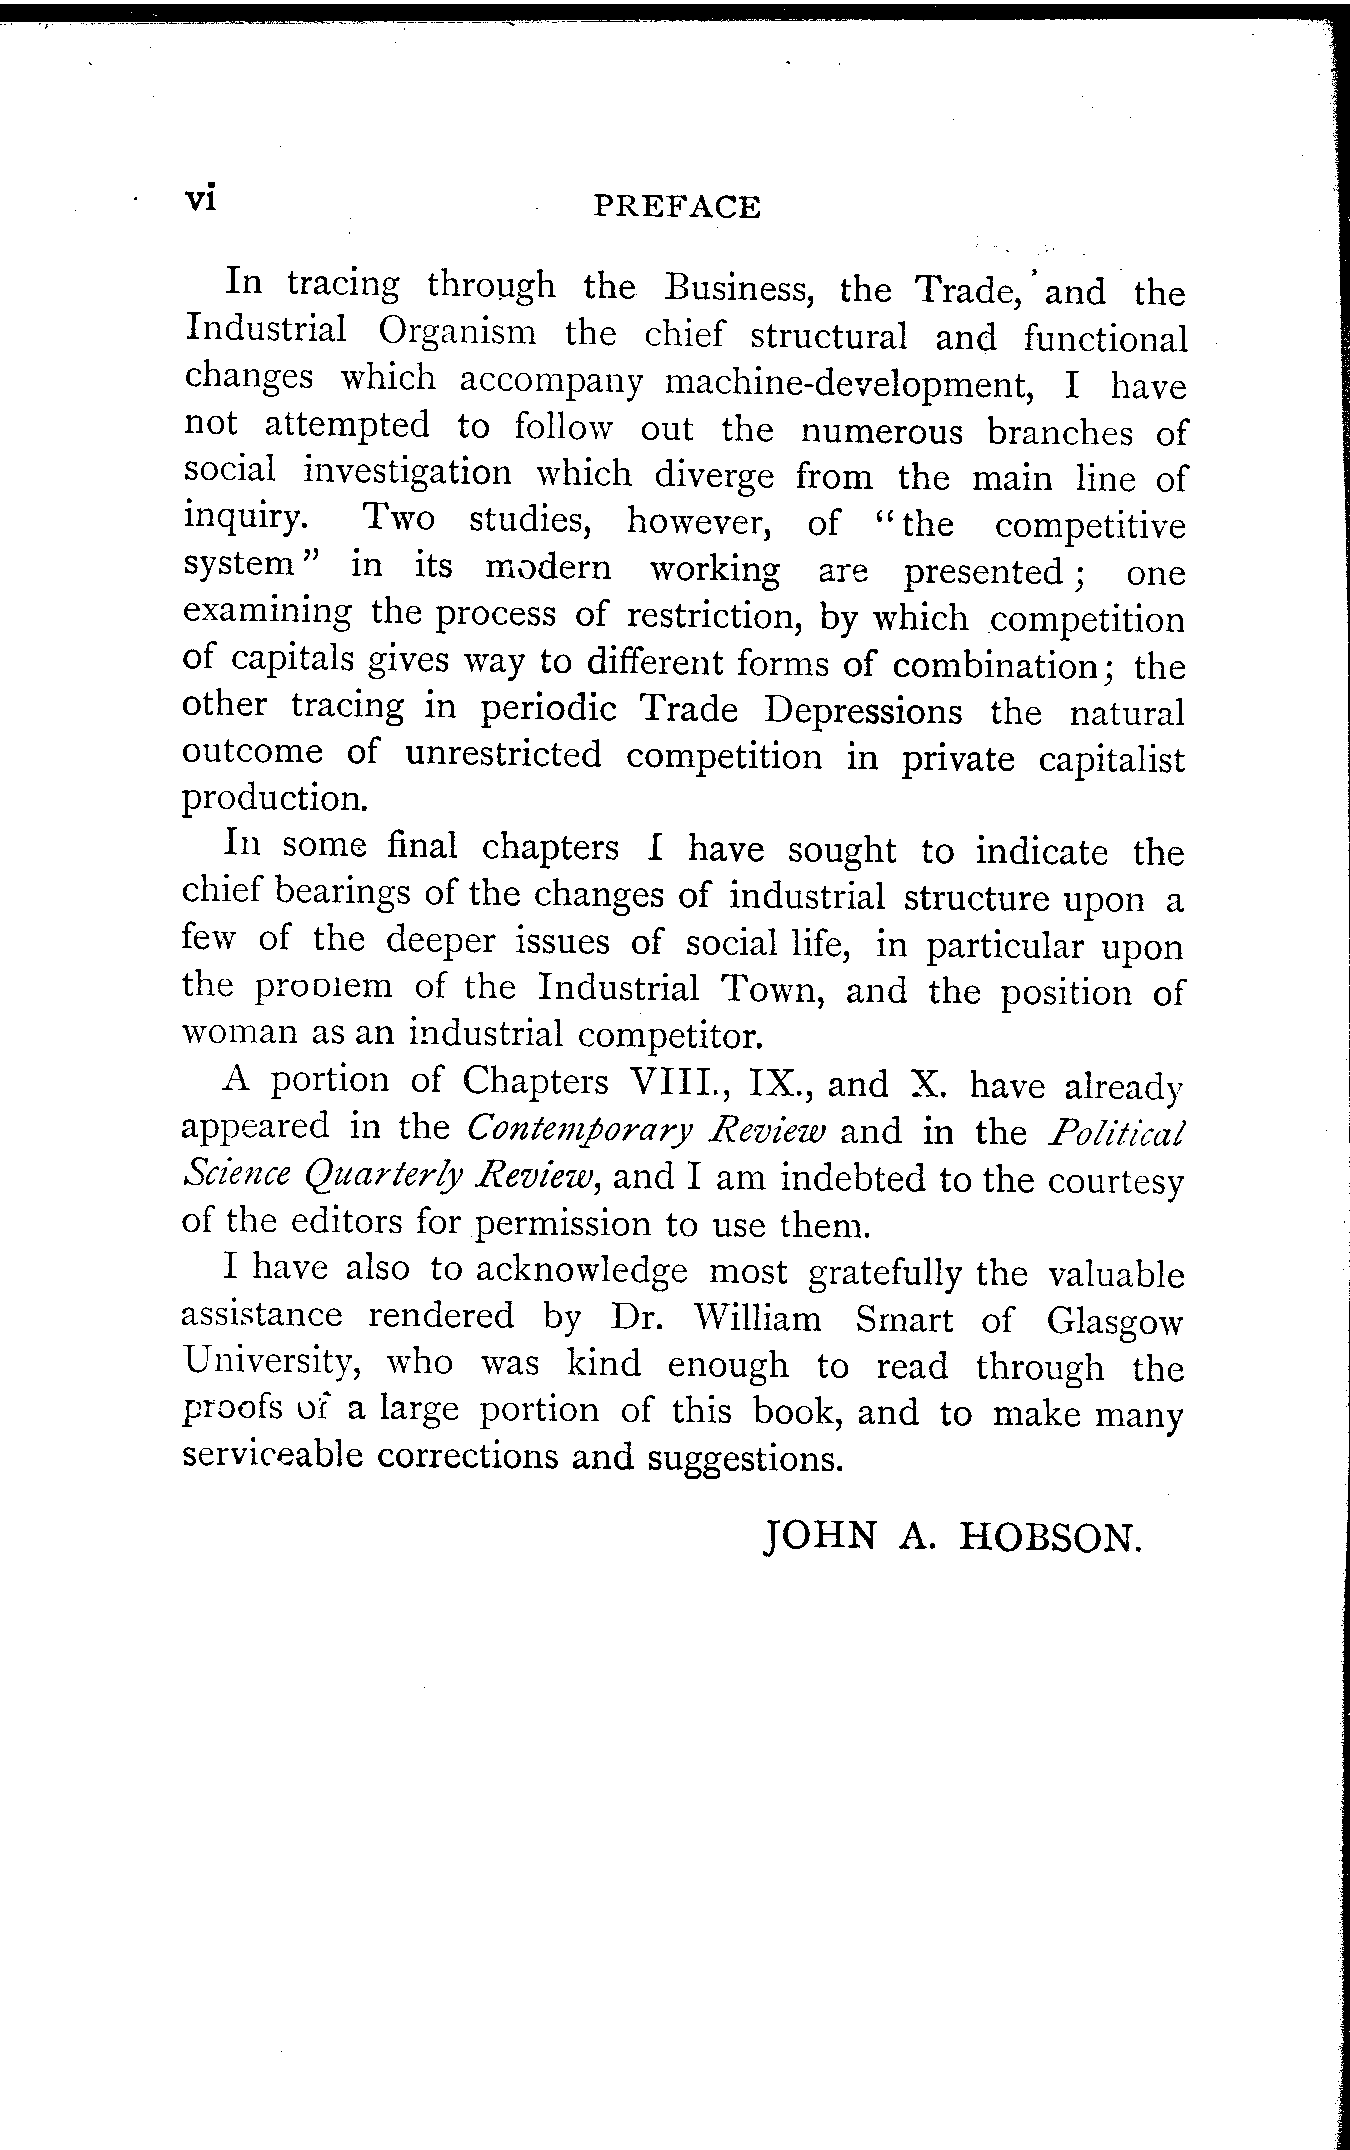 vi PREFACE
In tracing through the Business, the Trade, and the
Industrial Organism the chief structural and functional
changes which accompany machine-development, I have
not attempted to follow out the numerous branches of
social investigation which diverge from the main line of
inquiry. Two studies, however, of "the competitive
system" in its modern working are presented; one
examining the process of restriction, by which competition
of capitals gives way to different forms of combination; the
other tracing in periodic Trade Depressions the natural
outcome of unrestricted competition in private capitalist
production.
In some final chapters I have sought to indicate the
chief bearings of the changes of industrial structure upon a
few of the deeper issues of social life, in particular upon
the problem of the Industrial Town, and the position of
woman as an industrial competitor.
A portion of Chapters VIII., IX., and X. have already
appeared in the Contemporary Review and in the Political
Science Quarterly Review, and I am indebted to the courtesy
of the editors for permission to use them.
I have also to acknowledge most gratefully the valuable
assistance rendered by Dr. William Smart of Glasgow
University, who was kind enough to read through the
proofs of a large portion of this book, and to make many
serviceable corrections and suggestions.
JOHN A. HOBSON.